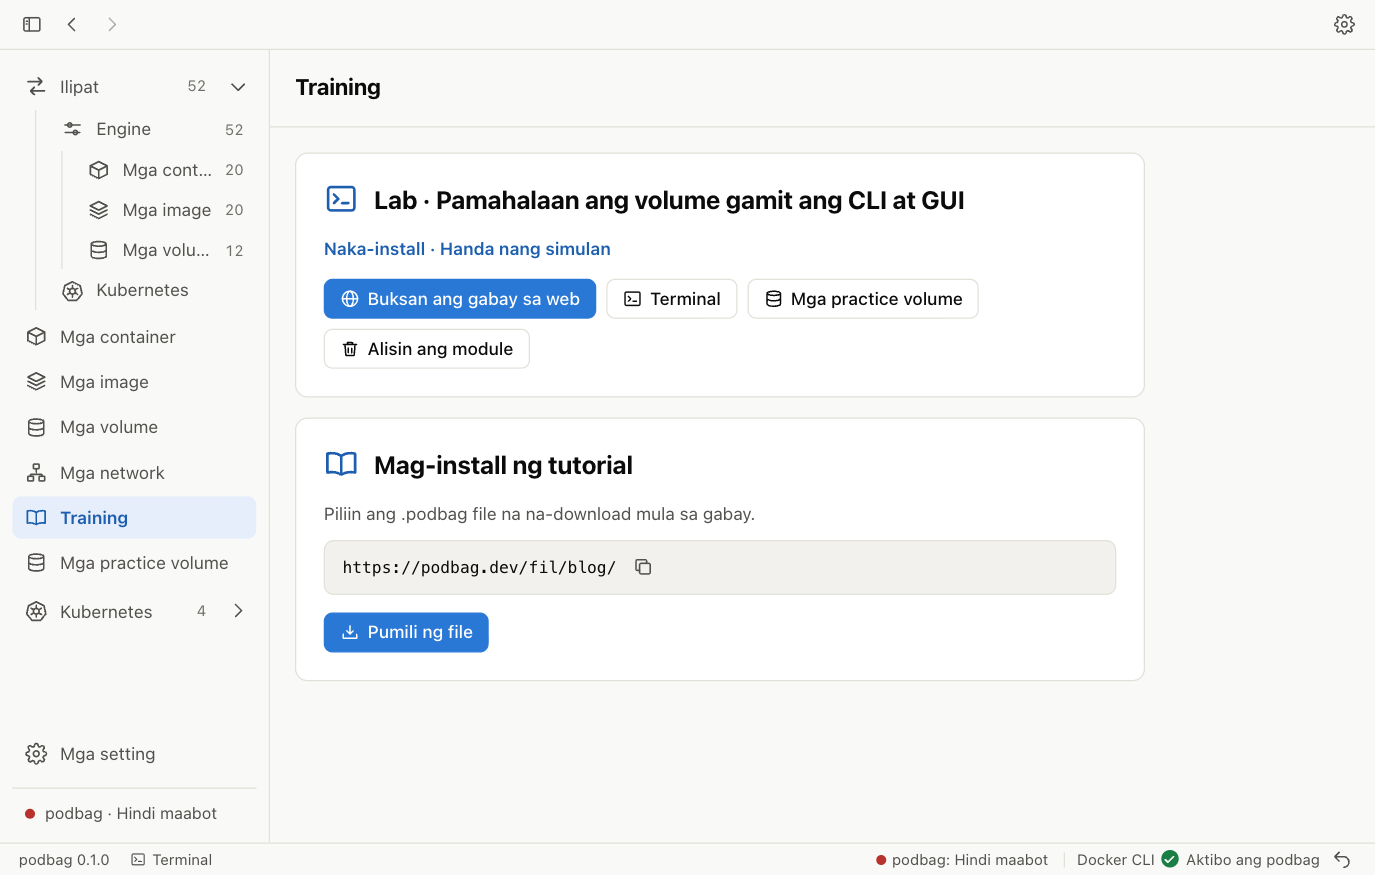 Ilipat 52
Engine 52
Mga cont... 20
Mga image 20
Mga volu... 12
Kubernetes
Mga container
Mga image
Mga volume
Mga network
Training
Mga practice volume
Kubernetes 4
Mga setting
podbag · Hindi maabot
Training
Lab · Pamahalaan ang volume gamit ang CLI at GUI
Naka-install · Handa nang simulan
Buksan ang gabay sa web Terminal Mga practice volume
Alisin ang module
Mag-install ng tutorial
Piliin ang .podbag file na na-download mula sa gabay.
https://podbag.dev/fil/blog/
Pumili ng file
podbag 0.1.0 Terminal podbag: Hindi maabot Docker CLI Aktibo ang podbag